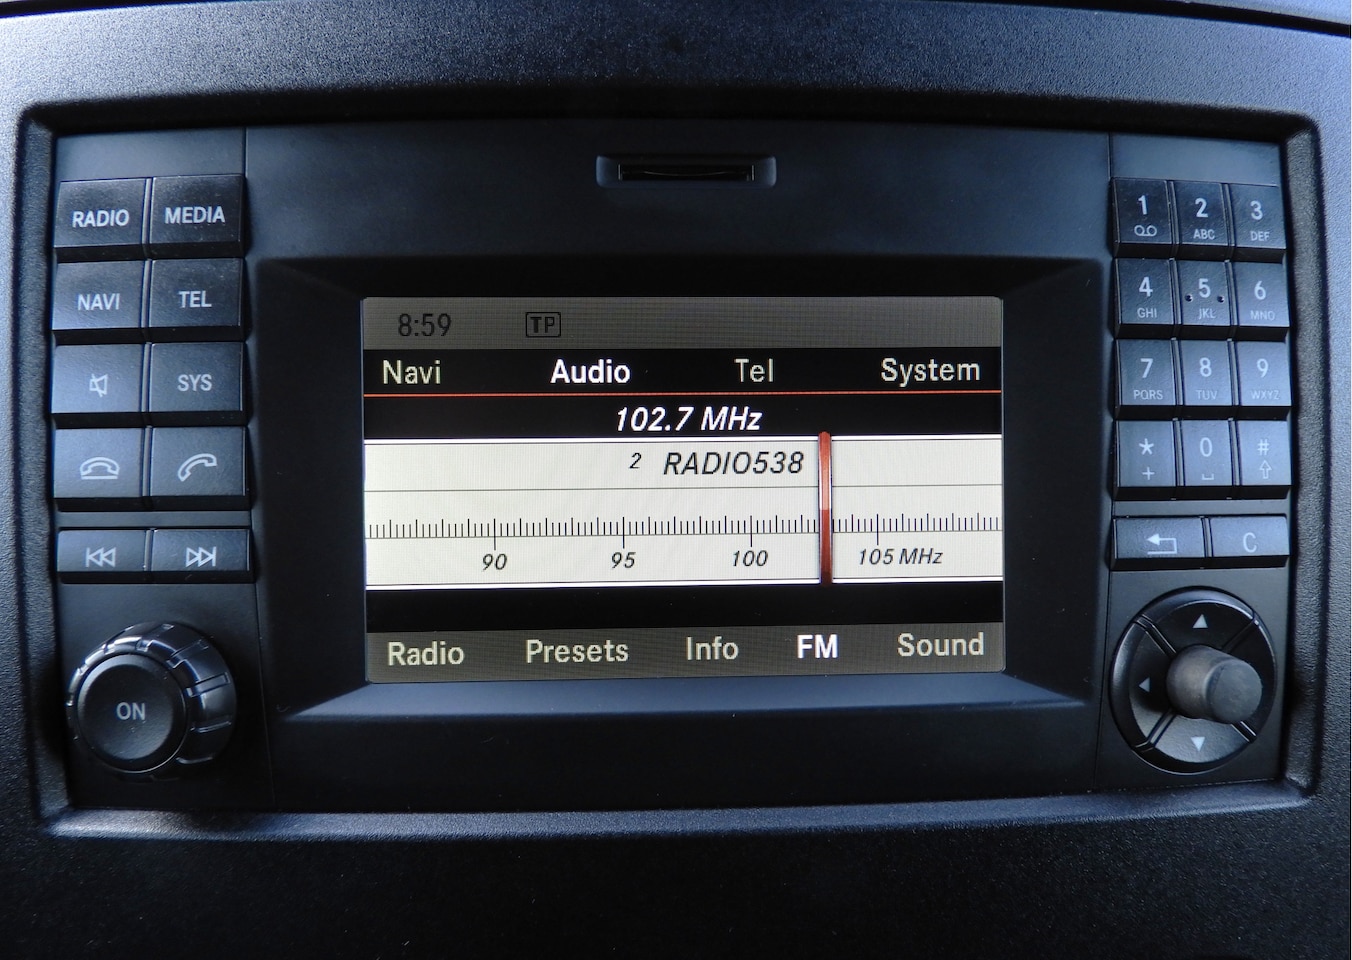 RADIO MEDIA
NAVI TEL
SYS
ON
8:59 TP
Navi Audio Tel System
102.7 MHz
2 RADIO538
90 95 100 105 MHz
Radio Presets Info FM Sound
1 2 3
ABC DEF
4 5 6
GHI JKL MNO
7 8 9
PQRS TUV WXYZ
* 0 #
+
C